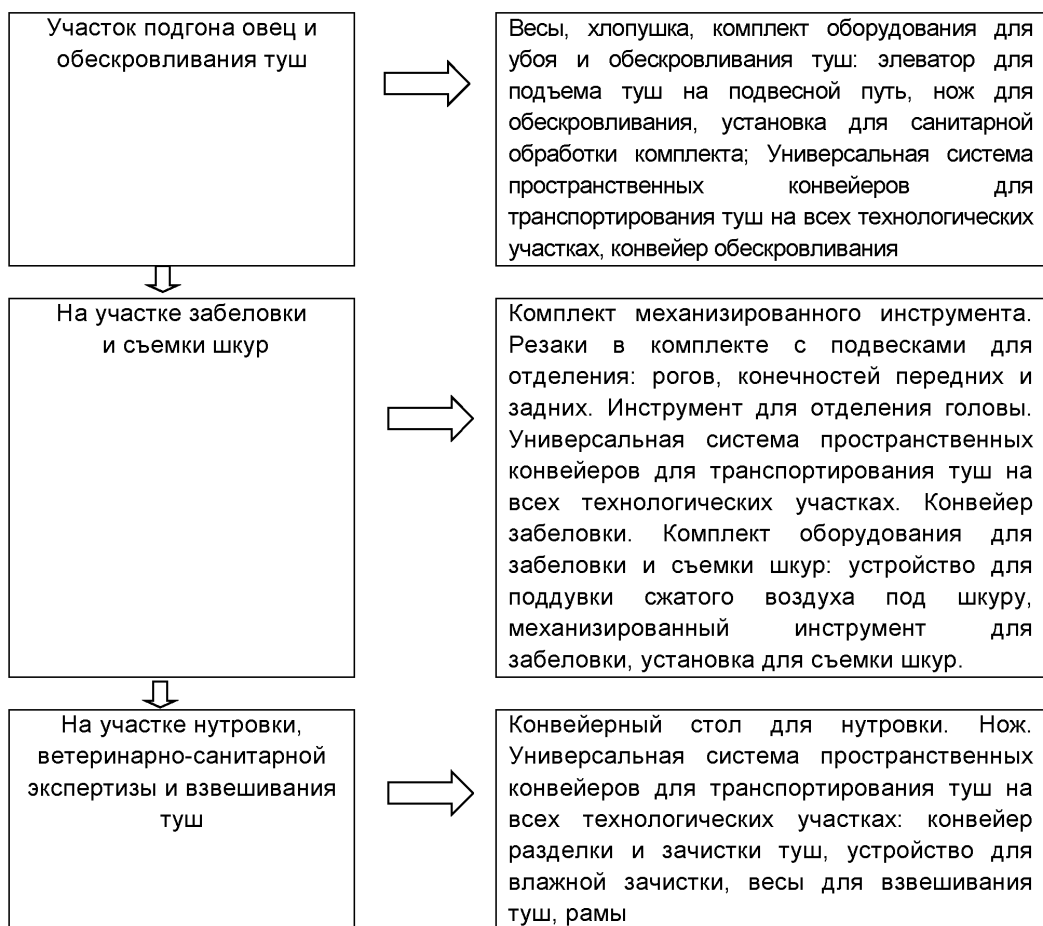 Участок подгона овец и
обескровливания туш
Весы, хлопушка, комплект оборудования для
убоя и обескровливания туш: элеватор для
подъема туш на подвесной путь, нож для
обескровливания, установка для санитарной
обработки комплекта; Универсальная система
пространственных конвейеров для
транспортирования туш на всех технологических
участках, конвейер обескровливания
На участке забеловки
и съемки шкур
Комплект механизированного инструмента.
Резаки в комплекте с подвесками для
отделения: рогов, конечностей передних и
задних. Инструмент для отделения головы.
Универсальная система пространственных
конвейеров для транспортирования туш на
всех технологических участках. Конвейер
забеловки. Комплект оборудования для
забеловки и съемки шкур: устройство для
поддувки сжатого воздуха под шкуру,
механизированный инструмент для
забеловки, установка для съемки шкур.
На участке нутровки,
ветеринарно-санитарной
экспертизы и взвешивания
туш
Конвейерный стол для нутровки. Нож.
Универсальная система пространственных
конвейеров для транспортирования туш на
всех технологических участках: конвейер
разделки и зачистки туш, устройство для
влажной зачистки, весы для взвешивания
туш, рамы